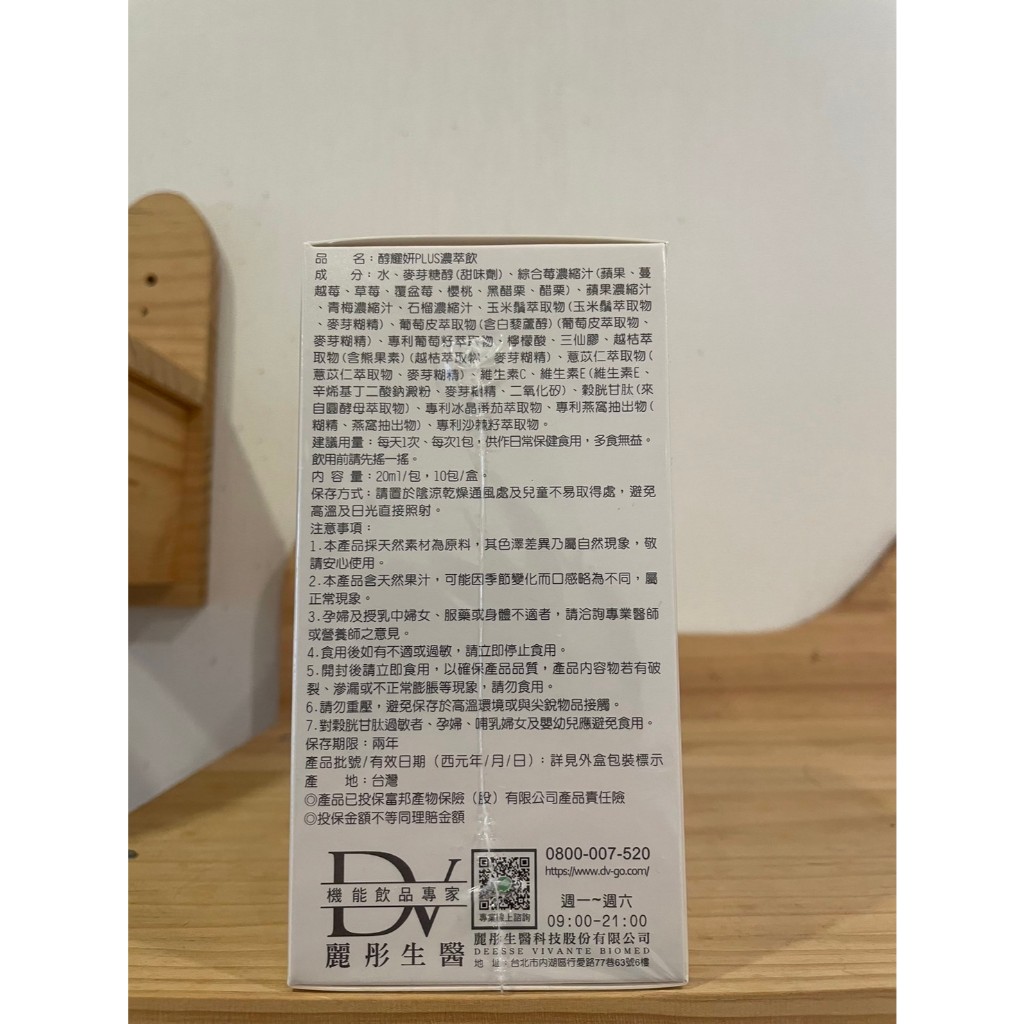 品　　名：醇耀妍PLUS濃萃飲
成　　分：水、麥芽糖醇(甜味劑)、綜合莓濃縮汁(蘋果、蔓
越莓、草莓、覆盆莓、櫻桃、黑醋栗、醋栗)、蘋果濃縮汁
、青梅濃縮汁、石榴濃縮汁、玉米鬚萃取物(玉米鬚萃取物
、麥芽糊精)、葡萄皮萃取物(含白藜蘆醇)(葡萄皮萃取物、
麥芽糊精)、專利葡萄籽萃取物、檸檬酸、三仙膠、越桔萃
取物(含熊果素)(越桔萃取物、麥芽糊精)、薏苡仁萃取物(
薏苡仁萃取物、麥芽糊精)、維生素C、維生素E(維生素E、
辛烯基丁二酸鈉澱粉、麥芽糊精、二氧化矽)、穀胱甘肽(來
自圓酵母萃取物)、專利冰晶番茄萃取物、專利燕窩抽出物(
糊精、燕窩抽出物)、專利沙棘籽萃取物。
建議用量：每天1次、每次1包，供作日常保健食用，多食無益。
飲用前請先搖一搖。
內 容 量：20ml/包，10包/盒。
保存方式：請置於陰涼乾燥通風處及兒童不易取得處，避免
高溫及日光直接照射。
注意事項：
1.本產品採天然素材為原料，其色澤差異乃屬自然現象，敬
請安心使用。
2.本產品含天然果汁，可能因季節變化而口感略為不同，屬
正常現象。
3.孕婦及授乳中婦女、服藥或身體不適者，請洽詢專業醫師
或營養師之意見。
4.食用後如有不適或過敏，請立即停止食用。
5.開封後請立即食用，以確保產品品質，產品內容物若有破
裂、滲漏或不正常膨脹等現象，請勿食用。
6.請勿重壓，避免保存於高溫環境或與尖銳物品接觸。
7.對穀胱甘肽過敏者、孕婦、哺乳婦女及嬰幼兒應避免食用。
保存期限：兩年
產品批號/有效日期（西元年/月/日）：詳見外盒包裝標示
產　　地：台灣
◎產品已投保富邦產物保險（股）有限公司產品責任險
◎投保金額不等同理賠金額
DV
機能飲品專家
麗彤生醫
專業線上諮詢
0800-007-520
https://www.dv-go.com/
週一~週六
09:00-21:00
麗彤生醫科技股份有限公司
DEESSE VIVANTE BIOMED
地　址：台北市內湖區行愛路77巷63號6樓